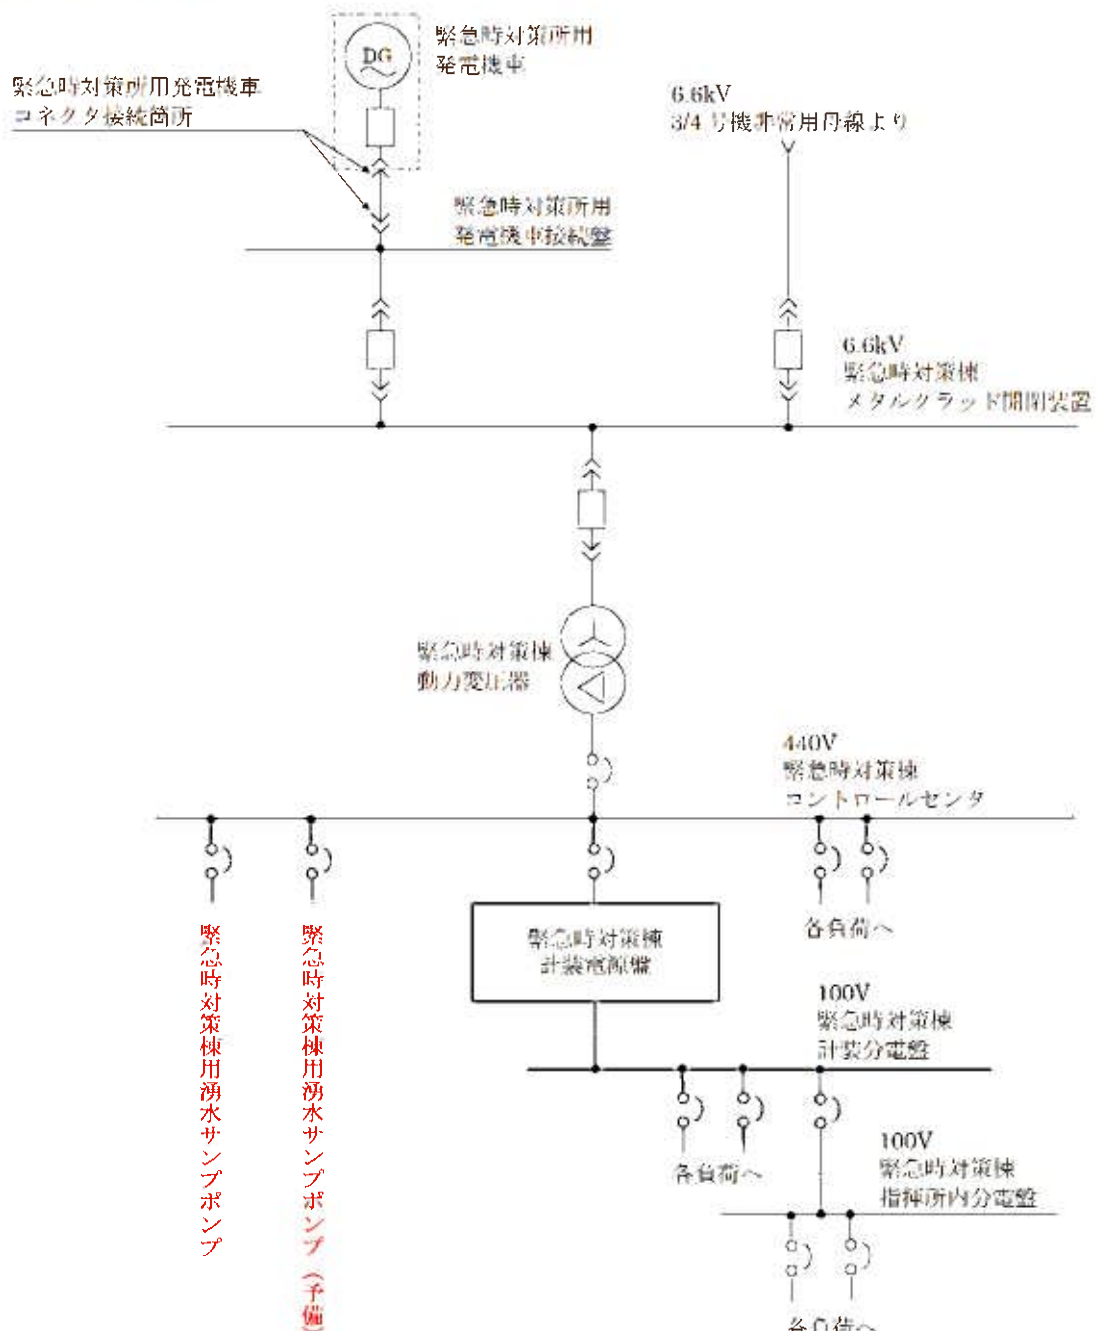 DG
緊急時対策所用
発電機車
緊急時対策所用発電機車
コネクタ接続箇所
6.6kV
3/4号機非常用母線より
緊急時対策所用
発電機車接続盤
6.6kV
緊急時対策棟
メタルクラッド開閉装置
緊急時対策棟
動力変圧器
440V
緊急時対策棟
コントロールセンタ
緊急時対策棟用湧水サンプポンプ
緊急時対策棟用湧水サンプポンプ（予備）
緊急時対策棟
計装電源盤
各負荷へ
100V
緊急時対策棟
計装分電盤
各負荷へ
100V
緊急時対策棟
指揮所内分電盤
各負荷へ